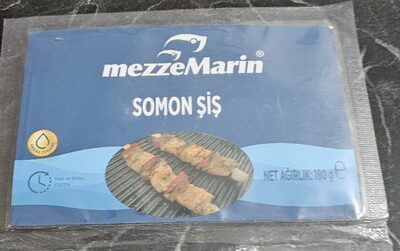 mezzeMarin®
SOMON ŞİŞ
NET AĞIRLIK: 180 g ℮